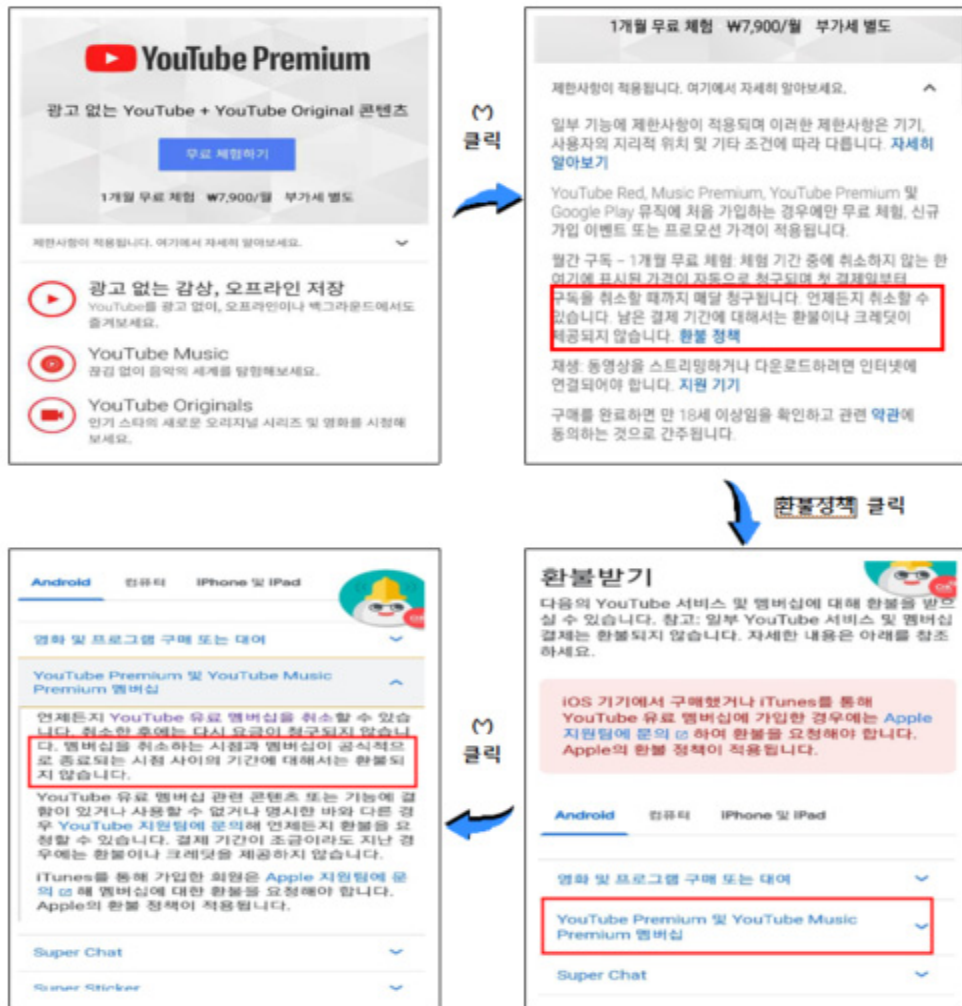 YouTube Premium
광고 없는 YouTube + YouTube Original 콘텐츠
무료 체험하기
1개월 무료 체험 ₩7,900/월 부가세 별도
제한사항이 적용됩니다. 여기에서 자세히 알아보세요.
광고 없는 감상, 오프라인 저장
YouTube를 광고 없이, 오프라인이나 백그라운드에서도
즐겨보세요.
YouTube Music
끊김 없이 음악의 세계를 탐험해보세요.
YouTube Originals
인기 스타의 새로운 오리지널 시리즈 및 영화를 시청해
보세요.
클릭
1개월 무료 체험 ₩7,900/월 부가세 별도
제한사항이 적용됩니다. 여기에서 자세히 알아보세요.
일부 기능에 제한사항이 적용되며 이러한 제한사항은 기기,
사용자의 지리적 위치 및 기타 조건에 따라 다릅니다. 자세히
알아보기
YouTube Red, Music Premium, YouTube Premium 및
Google Play 뮤직에 처음 가입하는 경우에만 무료 체험, 신규
가입 이벤트 또는 프로모션 가격이 적용됩니다.
월간 구독 – 1개월 무료 체험: 체험 기간 중에 취소하지 않는 한
여기에 표시된 가격이 자동으로 청구되며 첫 결제일부터
구독을 취소할 때까지 매달 청구됩니다. 언제든지 취소할 수
있습니다. 남은 결제 기간에 대해서는 환불이나 크레딧이
제공되지 않습니다. 환불 정책
재생: 동영상을 스트리밍하거나 다운로드하려면 인터넷에
연결되어야 합니다. 지원 기기
구매를 완료하면 만 18세 이상임을 확인하고 관련 약관에
동의하는 것으로 간주됩니다.
환불정책 클릭
환불받기
다음의 YouTube 서비스 및 멤버십에 대해 환불을 받으
실 수 있습니다. 참고: 일부 YouTube 서비스 및 멤버십
결제는 환불되지 않습니다. 자세한 내용은 아래를 참조
하세요.
iOS 기기에서 구매했거나 iTunes를 통해
YouTube 유료 멤버십에 가입한 경우에는 Apple
지원팀에 문의 하여 환불을 요청해야 합니다.
Apple의 환불 정책이 적용됩니다.
Android 컴퓨터 iPhone 및 iPad
영화 및 프로그램 구매 또는 대여
YouTube Premium 및 YouTube Music
Premium 멤버십
Super Chat
클릭
Android 컴퓨터 iPhone 및 iPad
영화 및 프로그램 구매 또는 대여
YouTube Premium 및 YouTube Music
Premium 멤버십
언제든지 YouTube 유료 멤버십을 취소할 수 있습
니다. 취소한 후에는 다시 요금이 청구되지 않습니
다. 멤버십을 취소하는 시점과 멤버십이 공식적으
로 종료되는 시점 사이의 기간에 대해서는 환불되
지 않습니다.
YouTube 유료 멤버십 관련 콘텐츠 또는 기능에 결
함이 있거나 사용할 수 없거나 명시한 바와 다른 경
우 YouTube 지원팀에 문의해 언제든지 환불을 요
청할 수 있습니다. 결제 기간이 조금이라도 지난 경
우에는 환불이나 크레딧을 제공하지 않습니다.
iTunes를 통해 가입한 회원은 Apple 지원팀에 문
의 해 멤버십에 대한 환불을 요청해야 합니다.
Apple의 환불 정책이 적용됩니다.
Super Chat
Super Sticker